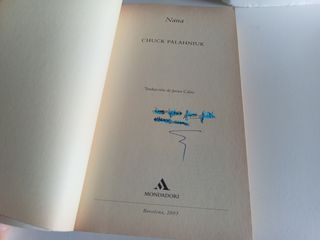 Nana
CHUCK PALAHNIUK
Traducción de Javier Calvo
MONDADORI
Barcelona, 2003